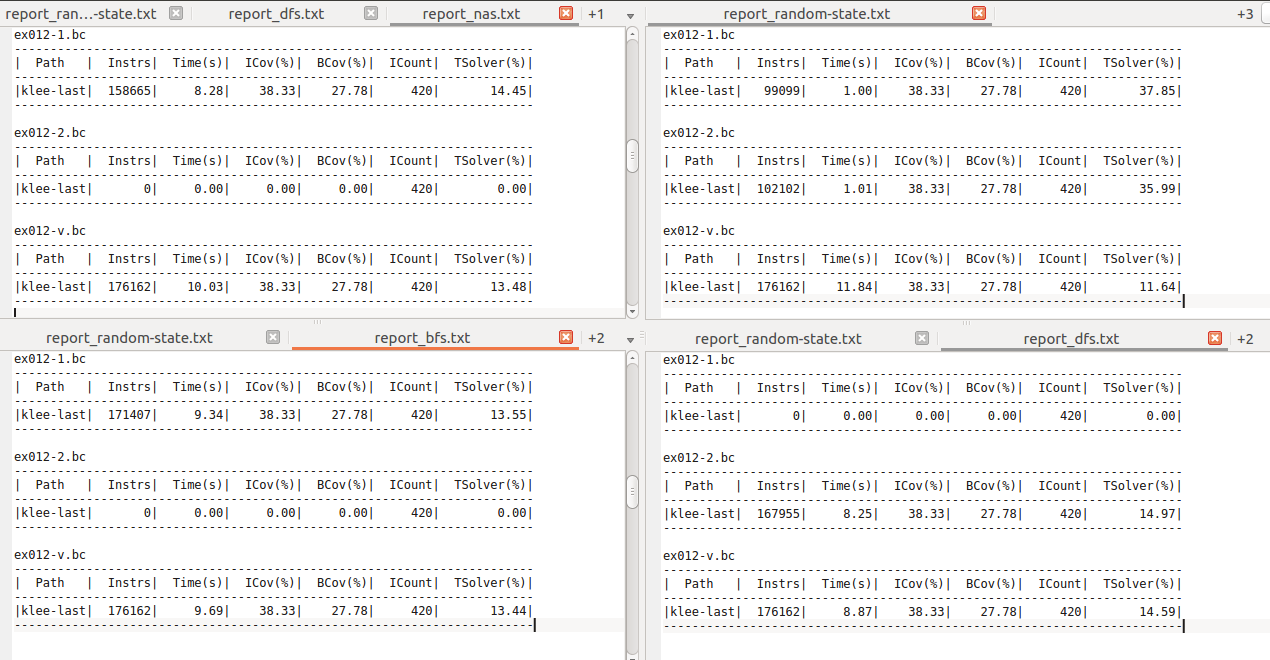 report_ran...-state.txt report_dfs.txt report_nas.txt +1
ex012-1.bc
------------------------------------------------------------------------
|  Path   |  Instrs|  Time(s)|  ICov(%)|  BCov(%)|  ICount|  TSolver(%)|
------------------------------------------------------------------------
|klee-last|  158665|     8.28|    38.33|    27.78|     420|       14.45|
------------------------------------------------------------------------
ex012-2.bc
------------------------------------------------------------------------
|  Path   |  Instrs|  Time(s)|  ICov(%)|  BCov(%)|  ICount|  TSolver(%)|
------------------------------------------------------------------------
|klee-last|       0|     0.00|     0.00|     0.00|     420|        0.00|
------------------------------------------------------------------------
ex012-v.bc
------------------------------------------------------------------------
|  Path   |  Instrs|  Time(s)|  ICov(%)|  BCov(%)|  ICount|  TSolver(%)|
------------------------------------------------------------------------
|klee-last|  176162|    10.03|    38.33|    27.78|     420|       13.48|
------------------------------------------------------------------------
report_random-state.txt +3
ex012-1.bc
------------------------------------------------------------------------
|  Path   |  Instrs|  Time(s)|  ICov(%)|  BCov(%)|  ICount|  TSolver(%)|
------------------------------------------------------------------------
|klee-last|   99099|     1.00|    38.33|    27.78|     420|       37.85|
------------------------------------------------------------------------
ex012-2.bc
------------------------------------------------------------------------
|  Path   |  Instrs|  Time(s)|  ICov(%)|  BCov(%)|  ICount|  TSolver(%)|
------------------------------------------------------------------------
|klee-last|  102102|     1.01|    38.33|    27.78|     420|       35.99|
------------------------------------------------------------------------
ex012-v.bc
------------------------------------------------------------------------
|  Path   |  Instrs|  Time(s)|  ICov(%)|  BCov(%)|  ICount|  TSolver(%)|
------------------------------------------------------------------------
|klee-last|  176162|    11.84|    38.33|    27.78|     420|       11.64|
------------------------------------------------------------------------
report_random-state.txt report_bfs.txt +2
ex012-1.bc
------------------------------------------------------------------------
|  Path   |  Instrs|  Time(s)|  ICov(%)|  BCov(%)|  ICount|  TSolver(%)|
------------------------------------------------------------------------
|klee-last|  171407|     9.34|    38.33|    27.78|     420|       13.55|
------------------------------------------------------------------------
ex012-2.bc
------------------------------------------------------------------------
|  Path   |  Instrs|  Time(s)|  ICov(%)|  BCov(%)|  ICount|  TSolver(%)|
------------------------------------------------------------------------
|klee-last|       0|     0.00|     0.00|     0.00|     420|        0.00|
------------------------------------------------------------------------
ex012-v.bc
------------------------------------------------------------------------
|  Path   |  Instrs|  Time(s)|  ICov(%)|  BCov(%)|  ICount|  TSolver(%)|
------------------------------------------------------------------------
|klee-last|  176162|     9.69|    38.33|    27.78|     420|       13.44|
------------------------------------------------------------------------
report_random-state.txt report_dfs.txt +2
ex012-1.bc
------------------------------------------------------------------------
|  Path   |  Instrs|  Time(s)|  ICov(%)|  BCov(%)|  ICount|  TSolver(%)|
------------------------------------------------------------------------
|klee-last|       0|     0.00|     0.00|     0.00|     420|        0.00|
------------------------------------------------------------------------
ex012-2.bc
------------------------------------------------------------------------
|  Path   |  Instrs|  Time(s)|  ICov(%)|  BCov(%)|  ICount|  TSolver(%)|
------------------------------------------------------------------------
|klee-last|  167955|     8.25|    38.33|    27.78|     420|       14.97|
------------------------------------------------------------------------
ex012-v.bc
------------------------------------------------------------------------
|  Path   |  Instrs|  Time(s)|  ICov(%)|  BCov(%)|  ICount|  TSolver(%)|
------------------------------------------------------------------------
|klee-last|  176162|     8.87|    38.33|    27.78|     420|       14.59|
------------------------------------------------------------------------